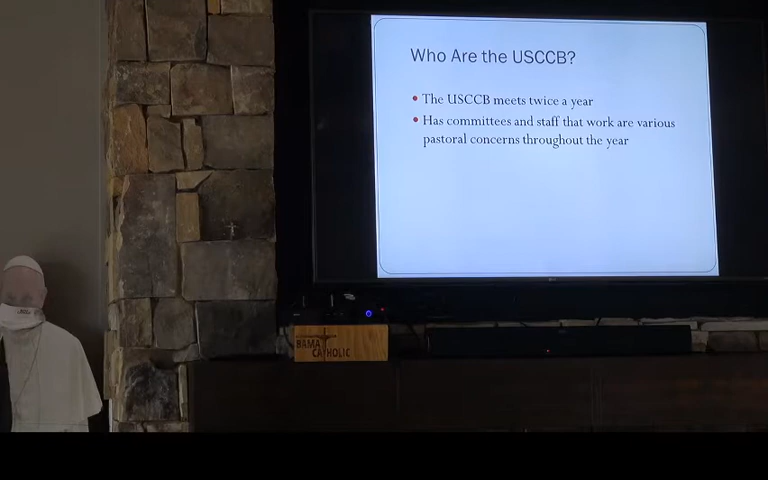 Who Are the USCCB?
• The USCCB meets twice a year
• Has committees and staff that work are various
pastoral concerns throughout the year
BAMA
CATHOLIC